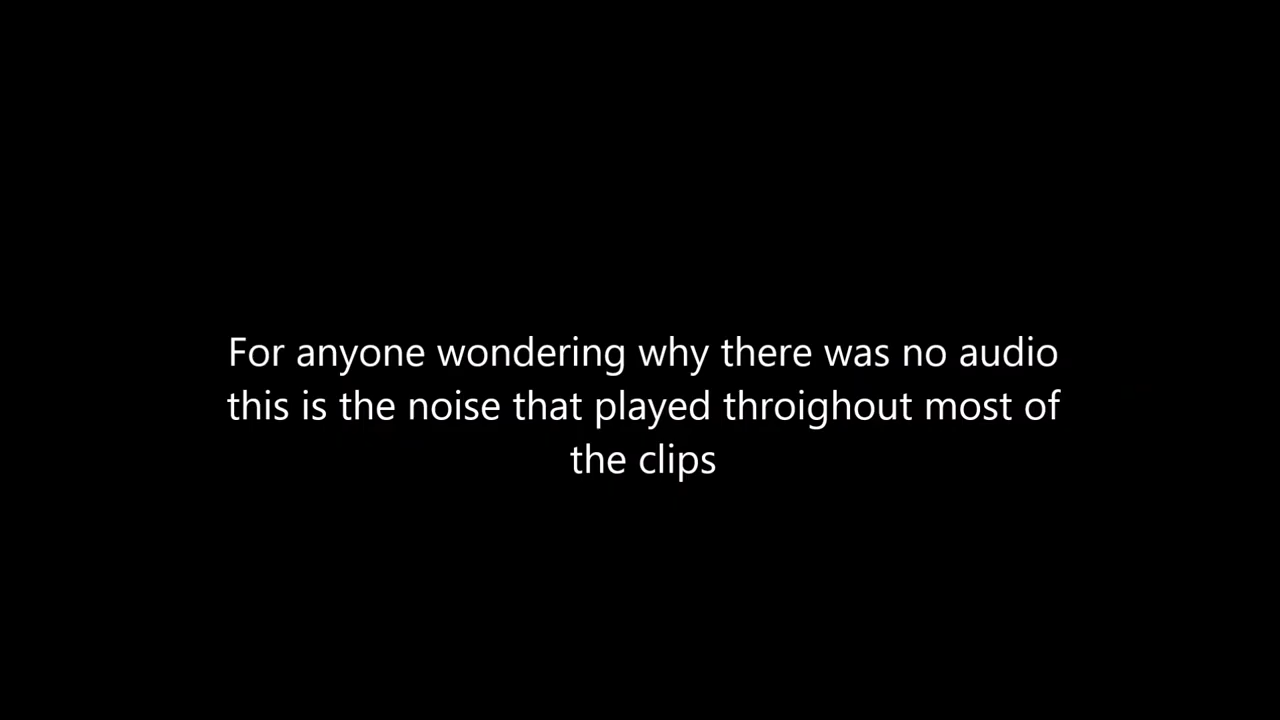 For anyone wondering why there was no audio
this is the noise that played throighout most of
the clips